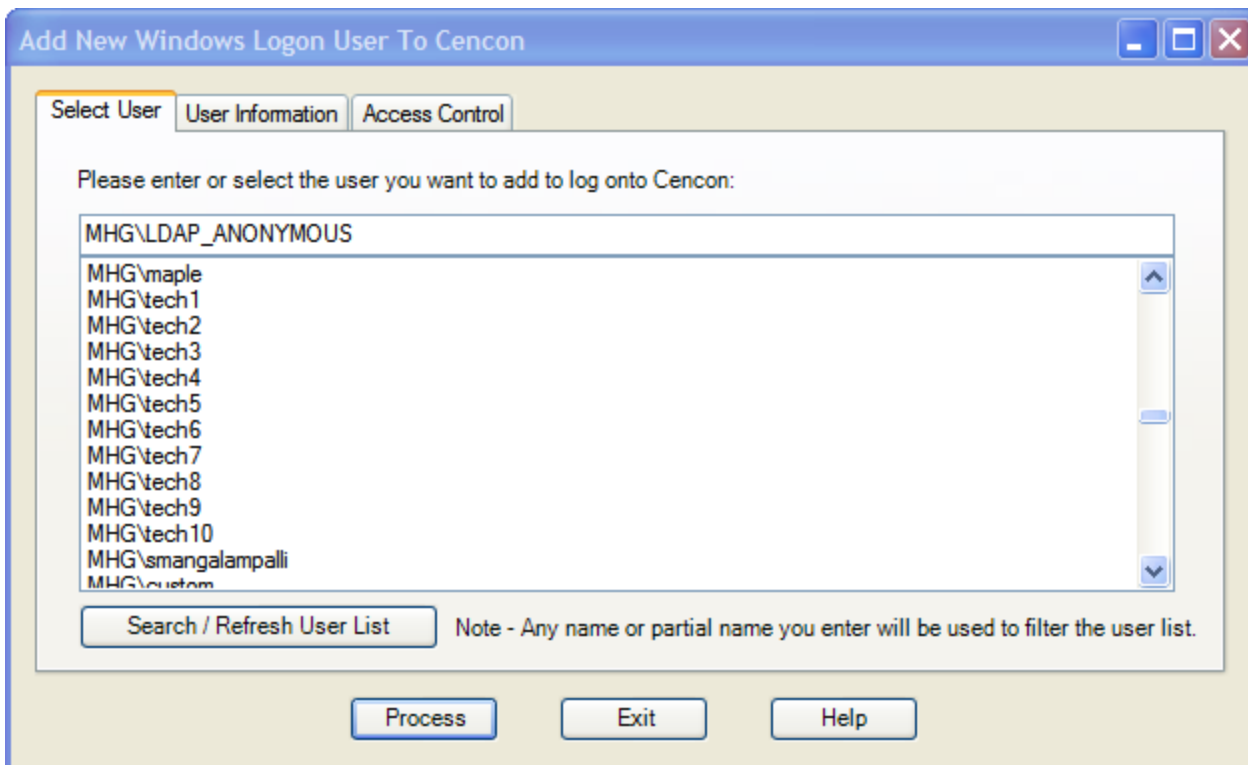 Add New Windows Logon User To Cencon
Select User User Information Access Control
Please enter or select the user you want to add to log onto Cencon:
MHG\LDAP_ANONYMOUS
MHG\maple
MHG\tech1
MHG\tech2
MHG\tech3
MHG\tech4
MHG\tech5
MHG\tech6
MHG\tech7
MHG\tech8
MHG\tech9
MHG\tech10
MHG\smangalampalli
MHG\custom
Search / Refresh User List Note - Any name or partial name you enter will be used to filter the user list.
Process Exit Help